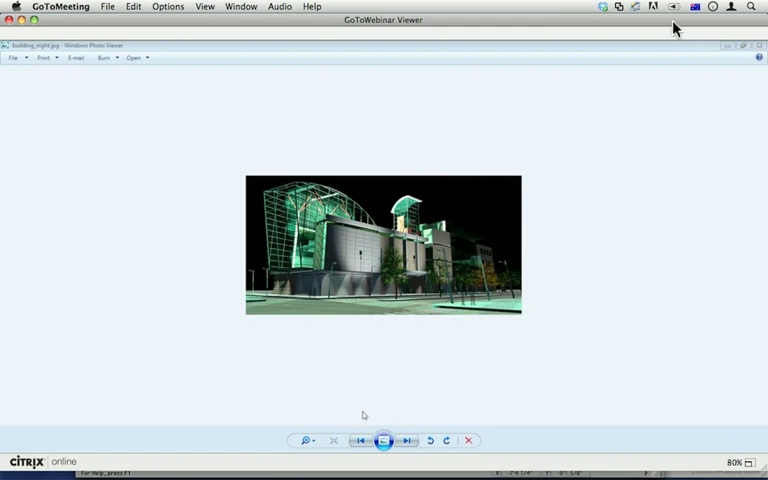 GoToMeeting File Edit Options View Window Audio Help
GoToWebinar Viewer
building_night.jpg - Windows Photo Viewer
File Print E-mail Burn Open
CITRIX online
80%
For Help, press F1